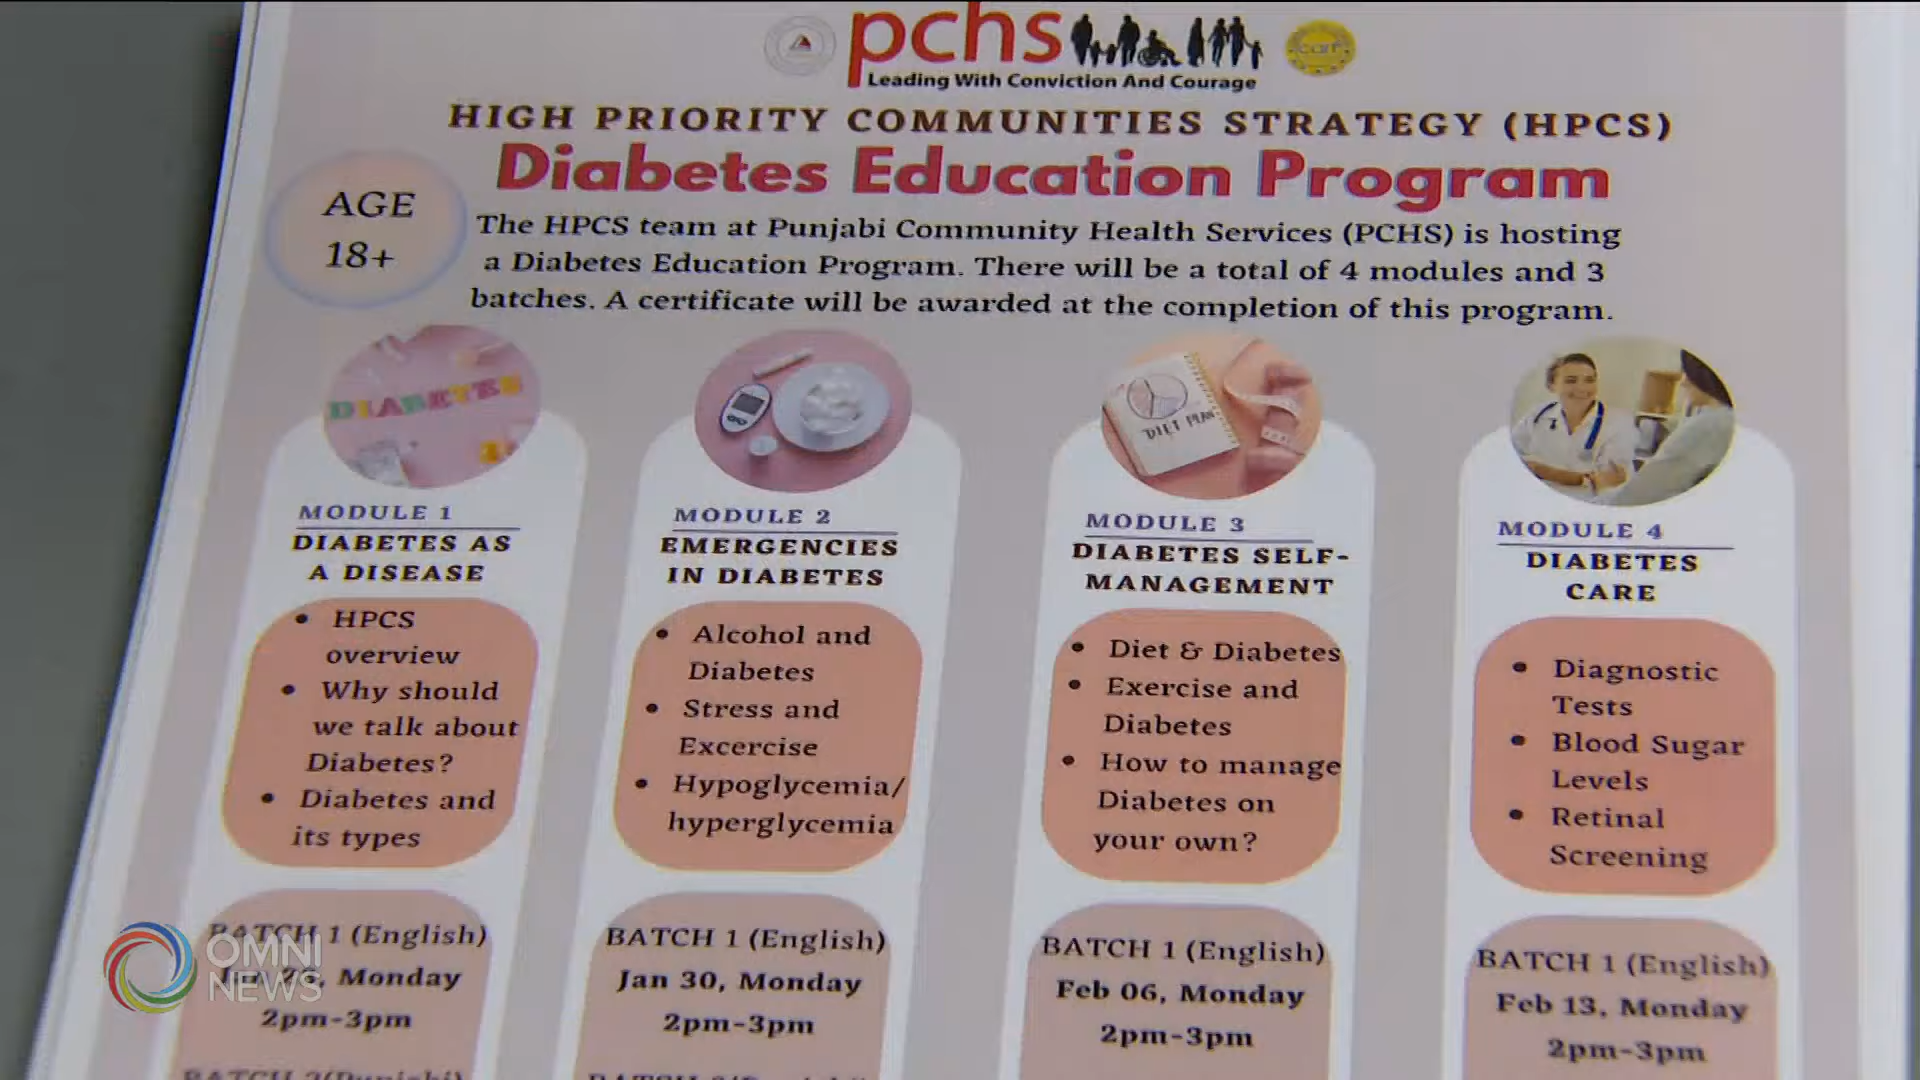 pchs
Leading With Conviction And Courage
carf
HIGH PRIORITY COMMUNITIES STRATEGY (HPCS)
Diabetes Education Program
AGE
18+
The HPCS team at Punjabi Community Health Services (PCHS) is hosting
a Diabetes Education Program. There will be a total of 4 modules and 3
batches. A certificate will be awarded at the completion of this program.
DIABETES
DIET PLAN
MODULE 1
DIABETES AS
A DISEASE
• HPCS
overview
• Why should
we talk about
Diabetes?
• Diabetes and
its types
BATCH 1 (English)
Monday
2pm-3pm
MODULE 2
EMERGENCIES
IN DIABETES
• Alcohol and
Diabetes
• Stress and
Excercise
• Hypoglycemia/
hyperglycemia
BATCH 1 (English)
Jan 30, Monday
2pm-3pm
MODULE 3
DIABETES SELF-
MANAGEMENT
• Diet & Diabetes
• Exercise and
Diabetes
• How to manage
Diabetes on
your own?
BATCH 1 (English)
Feb 06, Monday
2pm-3pm
MODULE 4
DIABETES
CARE
• Diagnostic
Tests
• Blood Sugar
Levels
• Retinal
Screening
BATCH 1 (English)
Feb 13, Monday
2pm-3pm
OMNI
NEWS